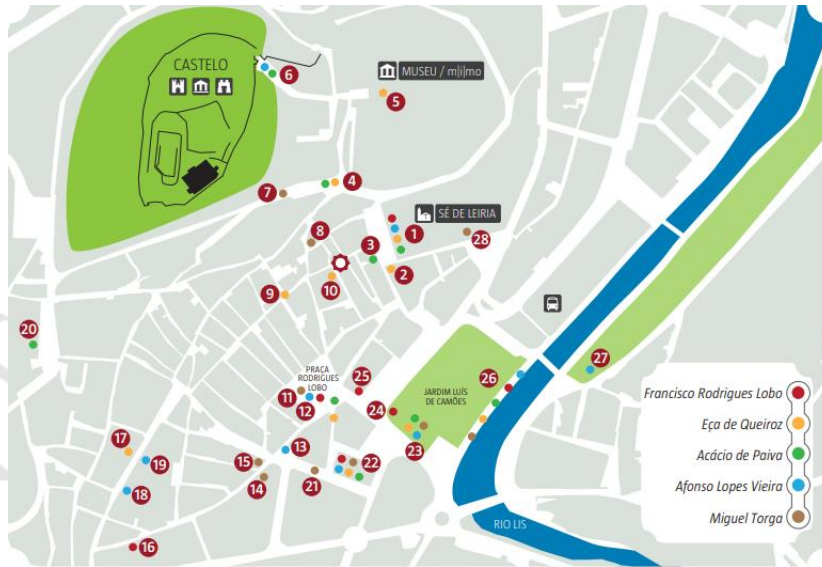 CASTELO
6
MUSEU / m|i|mo
5
4
7
SÉ DE LEIRIA
8
1
28
3
2
9
10
20
27
PRAÇA
RODRIGUES
LOBO
25
26
JARDIM LUÍS
DE CAMÕES
11
12
24
23
17
19
13
15
22
18
14
21
16
RIO LIS
Francisco Rodrigues Lobo
Eça de Queiroz
Acácio de Paiva
Afonso Lopes Vieira
Miguel Torga